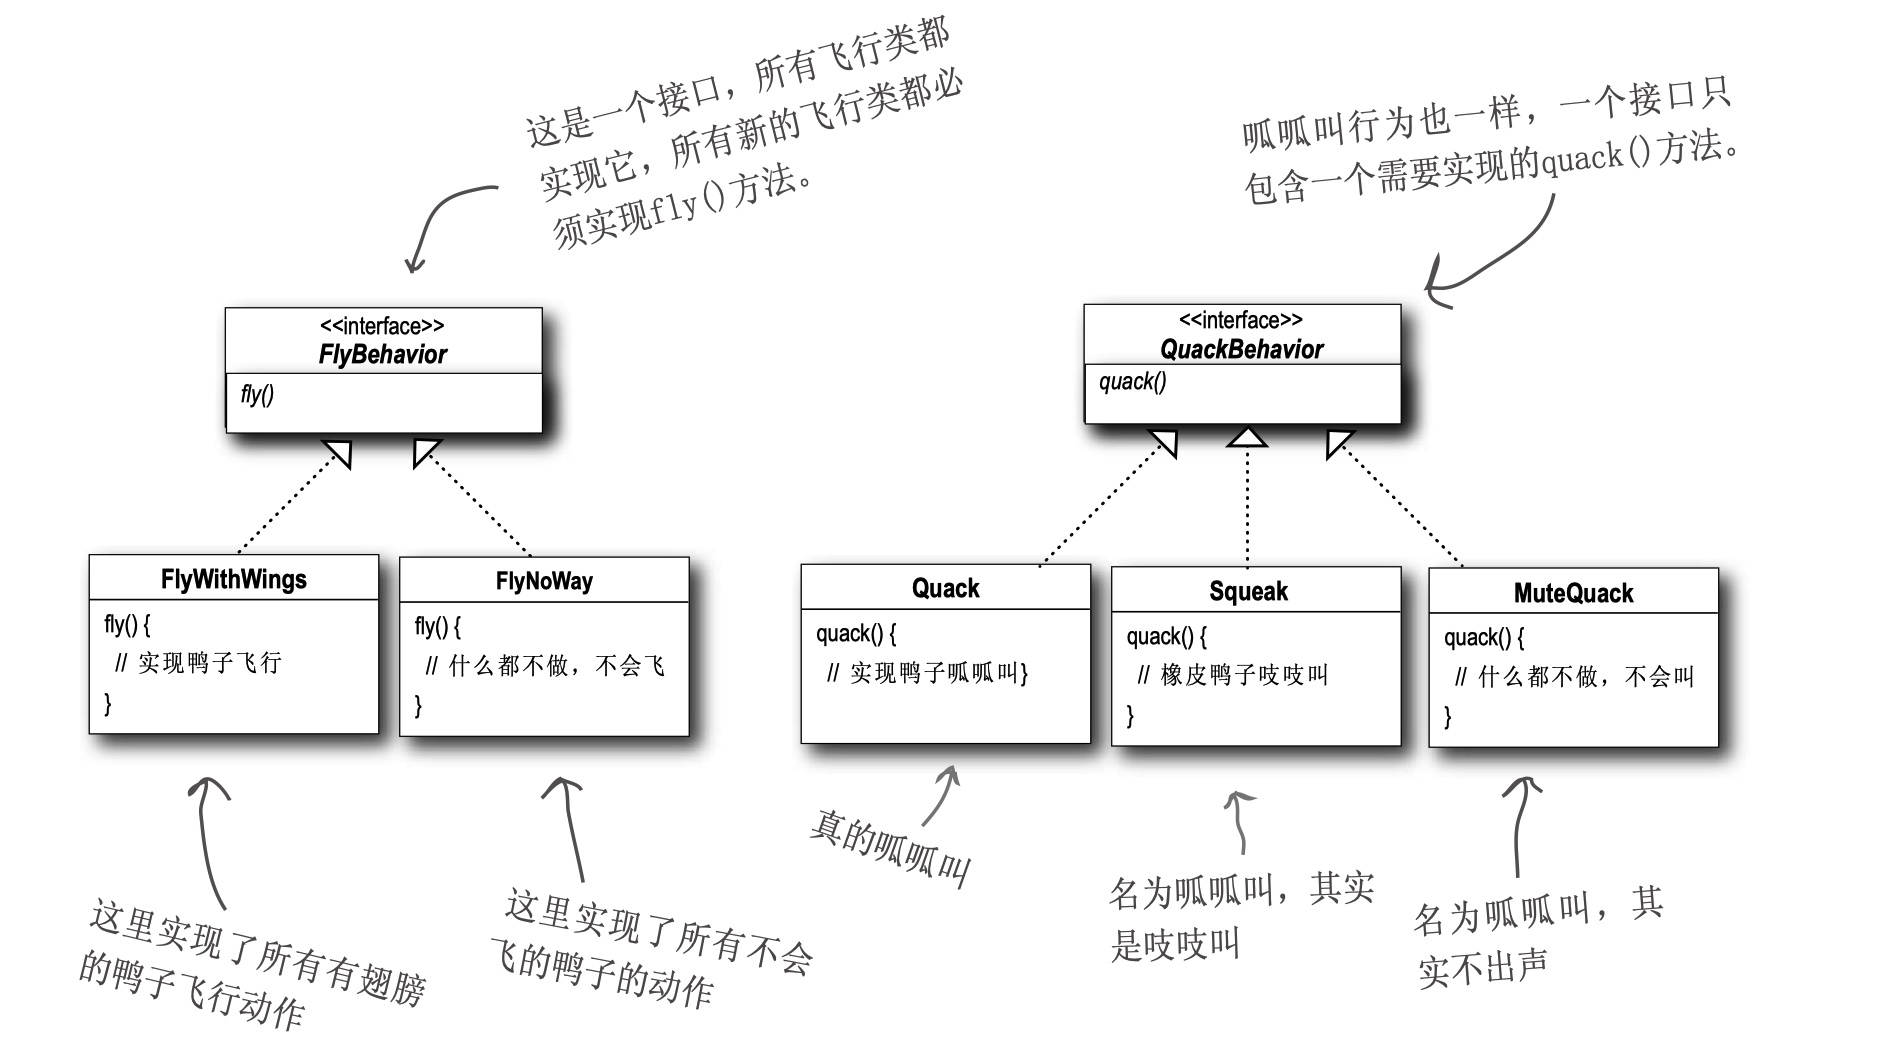 这是一个接口，所有飞行类都
实现它，所有新的飞行类都必
须实现fly()方法。
呱呱叫行为也一样，一个接口只
包含一个需要实现的quack()方法。
<<interface>>
FlyBehavior
fly()
<<interface>>
QuackBehavior
quack()
FlyWithWings
fly() {
// 实现鸭子飞行
}
FlyNoWay
fly() {
// 什么都不做，不会飞
}
Quack
quack() {
// 实现鸭子呱呱叫}
Squeak
quack() {
// 橡皮鸭子吱吱叫
}
MuteQuack
quack() {
// 什么都不做，不会叫
}
这里实现了所有有翅膀
的鸭子飞行动作
这里实现了所有不会
飞的鸭子的动作
真的呱呱叫
名为呱呱叫，其实
是吱吱叫
名为呱呱叫，其
实不出声